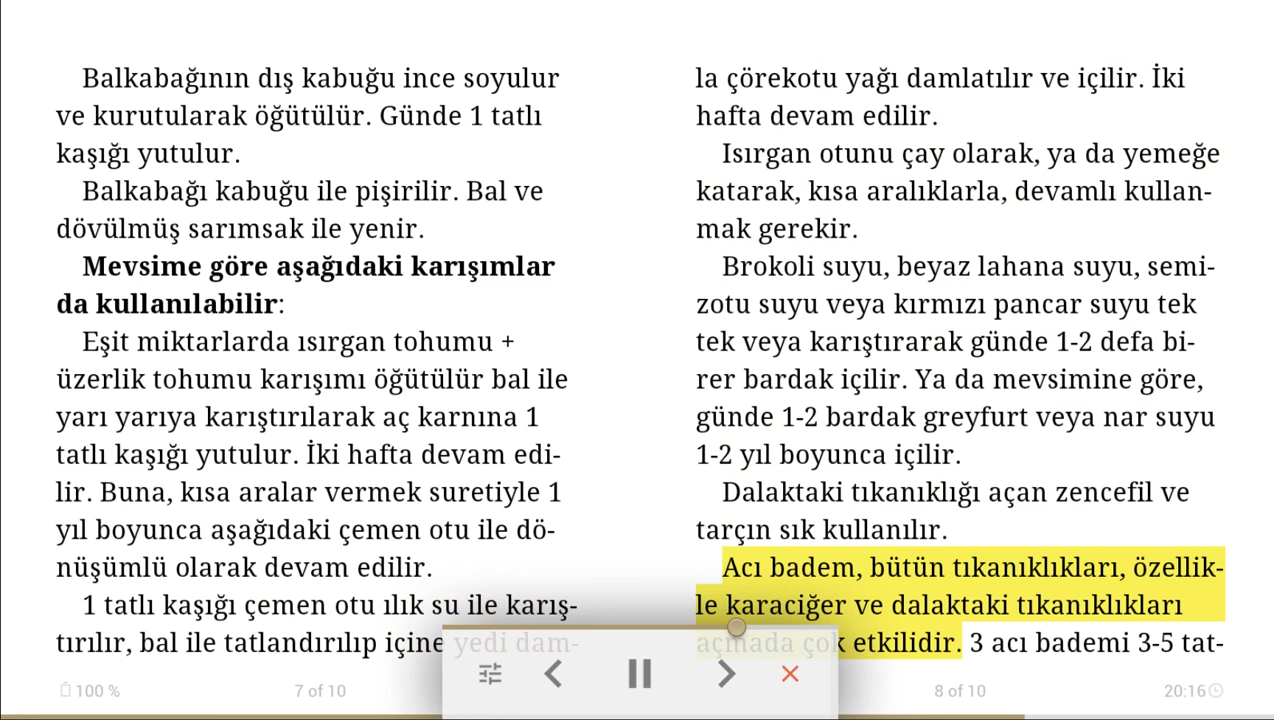 Balkabağının dış kabuğu ince soyulur
ve kurutularak öğütülür. Günde 1 tatlı
kaşığı yutulur.
Balkabağı kabuğu ile pişirilir. Bal ve
dövülmüş sarımsak ile yenir.
Mevsime göre aşağıdaki karışımlar
da kullanılabilir:
Eşit miktarlarda ısırgan tohumu +
üzerlik tohumu karışımı öğütülür bal ile
yarı yarıya karıştırılarak aç karnına 1
tatlı kaşığı yutulur. İki hafta devam edi-
lir. Buna, kısa aralar vermek suretiyle 1
yıl boyunca aşağıdaki çemen otu ile dö-
nüşümlü olarak devam edilir.
1 tatlı kaşığı çemen otu ılık su ile karış-
tırılır, bal ile tatlandırılıp içine yedi dam-
la çörekotu yağı damlatılır ve içilir. İki
hafta devam edilir.
Isırgan otunu çay olarak, ya da yemeğe
katarak, kısa aralıklarla, devamlı kullan-
mak gerekir.
Brokoli suyu, beyaz lahana suyu, semi-
zotu suyu veya kırmızı pancar suyu tek
tek veya karıştırarak günde 1-2 defa bi-
rer bardak içilir. Ya da mevsimine göre,
günde 1-2 bardak greyfurt veya nar suyu
1-2 yıl boyunca içilir.
Dalaktaki tıkanıklığı açan zencefil ve
tarçın sık kullanılır.
Acı badem, bütün tıkanıklıkları, özellik-
le karaciğer ve dalaktaki tıkanıklıkları
açmada çok etkilidir. 3 acı bademi 3-5 tat-
100 %
7 of 10
8 of 10
20:16